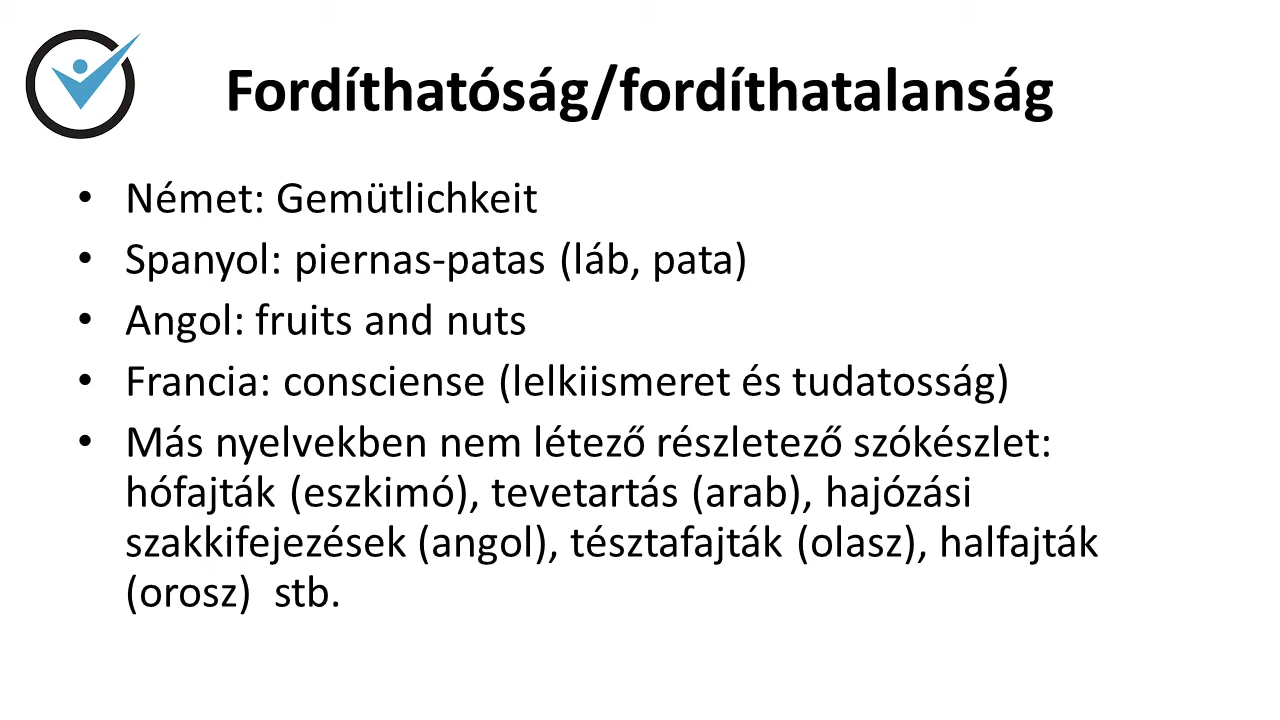 Fordíthatóság/fordíthatalanság
• Német: Gemütlichkeit
• Spanyol: piernas-patas (láb, pata)
• Angol: fruits and nuts
• Francia: consciense (lelkiismeret és tudatosság)
• Más nyelvekben nem létező részletező szókészlet:
hófajták (eszkimó), tevetartás (arab), hajózási
szakkifejezések (angol), tésztafajták (olasz), halfajták
(orosz)  stb.